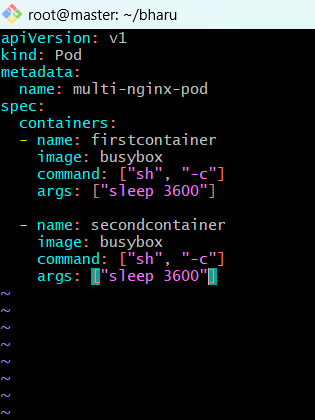 root@master: ~/bharu
apiVersion: v1
kind: Pod
metadata:
  name: multi-nginx-pod
spec:
  containers:
  - name: firstcontainer
    image: busybox
    command: ["sh", "-c"]
    args: ["sleep 3600"]

  - name: secondcontainer
    image: busybox
    command: ["sh", "-c"]
    args: ["sleep 3600"]
~
~
~
~
~
~
~
~